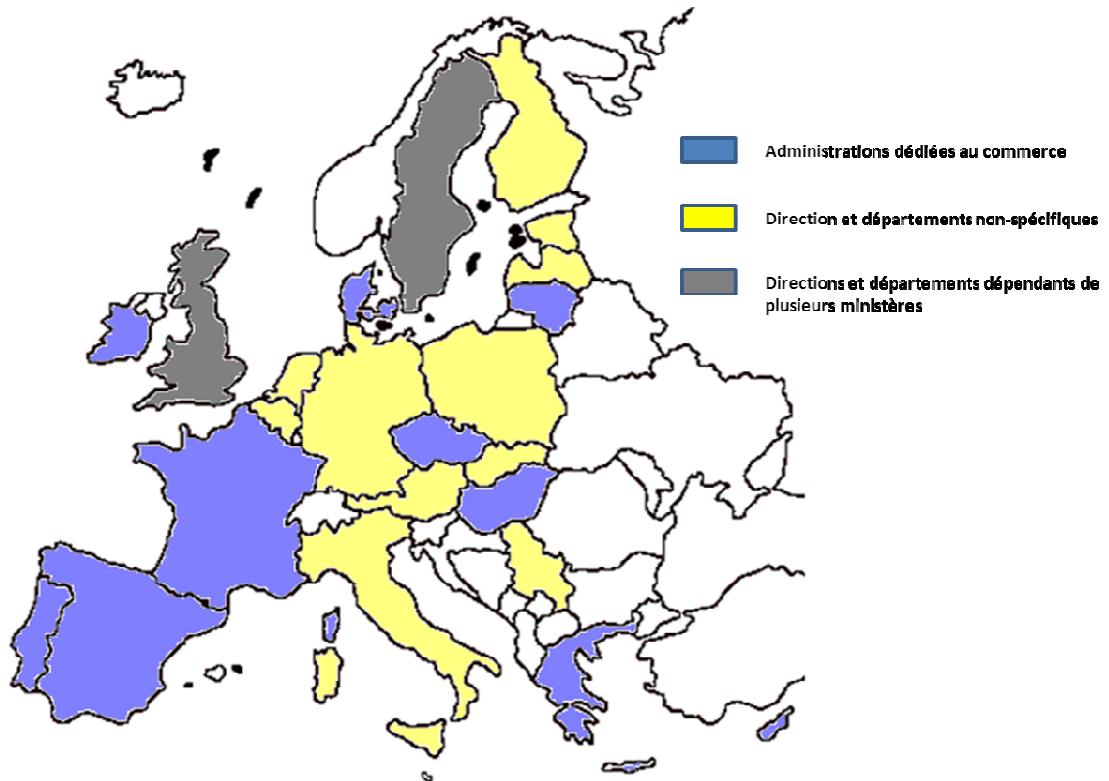 Administrations dédiées au commerce
Direction et départements non-spécifiques
Directions et départements dépendants de
plusieurs ministères